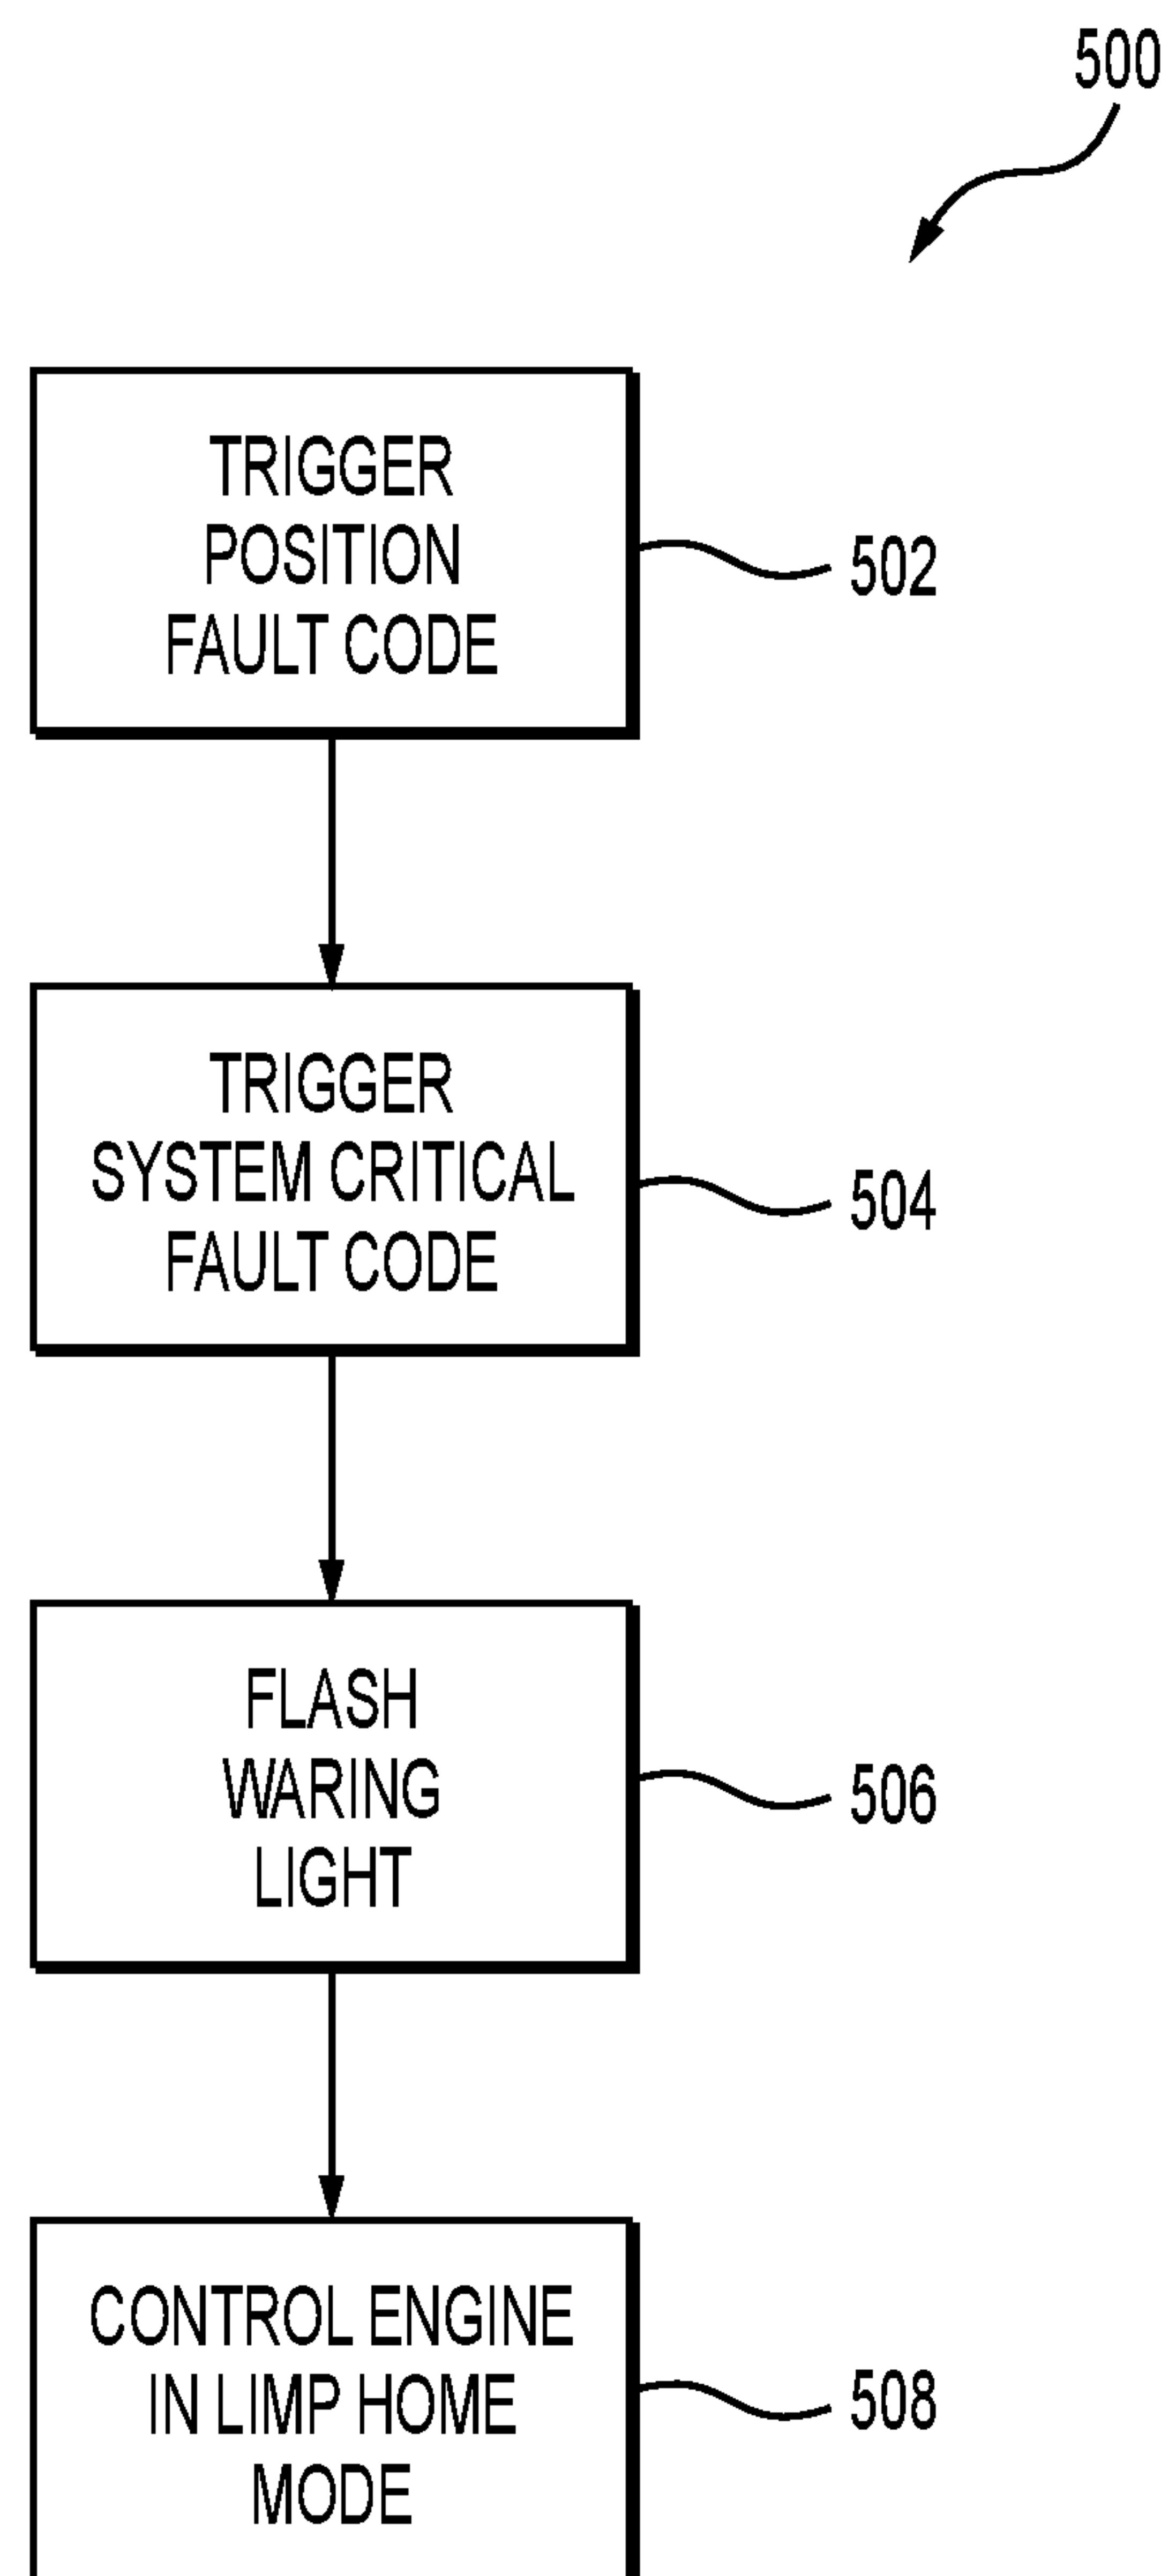 500
TRIGGER
POSITION
FAULT CODE
502
TRIGGER
SYSTEM CRITICAL
FAULT CODE
504
FLASH
WARING
LIGHT
506
CONTROL ENGINE
IN LIMP HOME
MODE
508